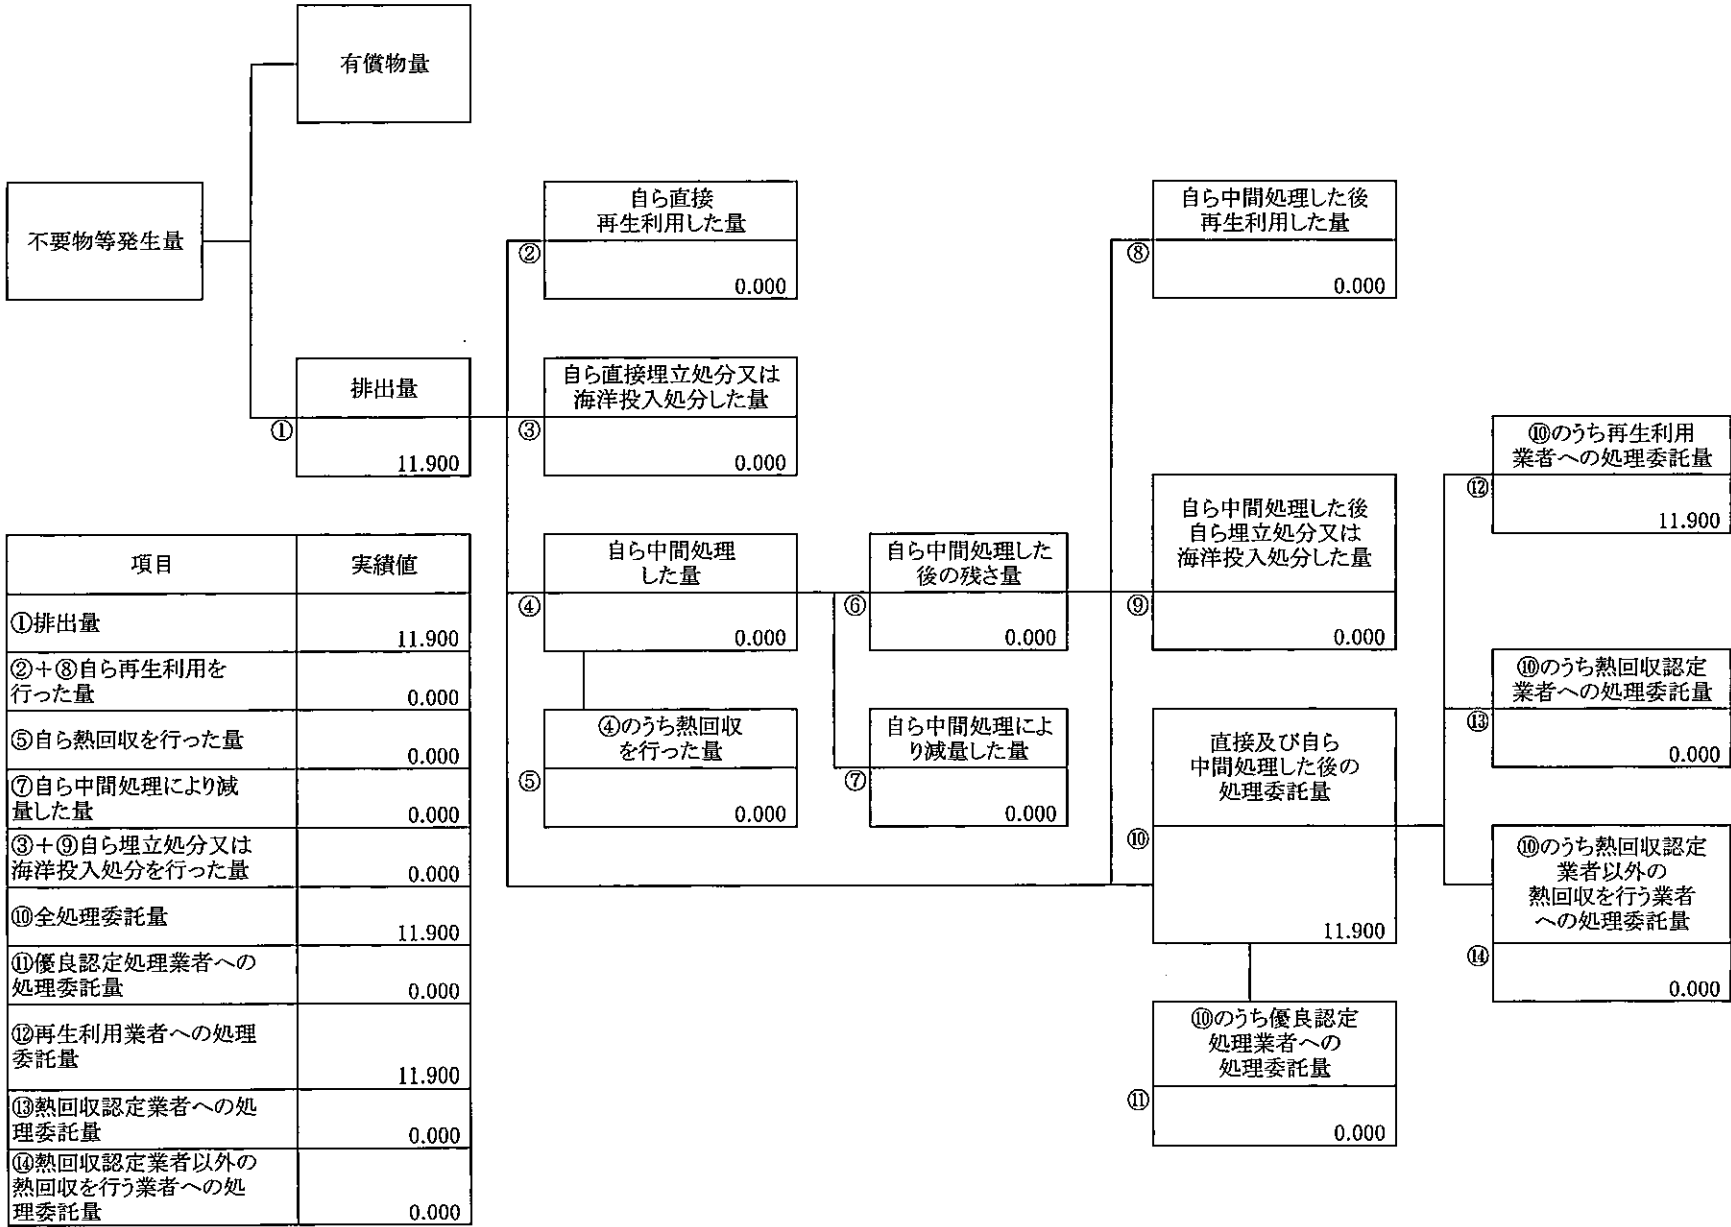 有償物量
不要物等発生量
排出量
①
11.900
自ら直接
再生利用した量
②
0.000
自ら直接埋立処分又は
海洋投入処分した量
③
0.000
自ら中間処理
した量
④
0.000
④のうち熱回収
を行った量
⑤
0.000
自ら中間処理した
後の残さ量
⑥
0.000
自ら中間処理によ
り減量した量
⑦
0.000
自ら中間処理した後
再生利用した量
⑧
0.000
自ら中間処理した後
自ら埋立処分又は
海洋投入処分した量
⑨
0.000
直接及び自ら
中間処理した後の
処理委託量
⑩
11.900
⑩のうち優良認定
処理業者への
処理委託量
⑪
0.000
⑩のうち再生利用
業者への処理委託量
⑫
11.900
⑩のうち熱回収認定
業者への処理委託量
⑬
0.000
⑩のうち熱回収認定
業者以外の
熱回収を行う業者
への処理委託量
⑭
0.000
項目 実績値
①排出量
11.900
②＋⑧自ら再生利用を
行った量 0.000
⑤自ら熱回収を行った量
0.000
⑦自ら中間処理により減
量した量 0.000
③＋⑨自ら埋立処分又は
海洋投入処分を行った量 0.000
⑩全処理委託量
11.900
⑪優良認定処理業者への
処理委託量 0.000
⑫再生利用業者への処理
委託量
11.900
⑬熱回収認定業者への処
理委託量 0.000
⑭熱回収認定業者以外の
熱回収を行う業者への処
理委託量 0.000